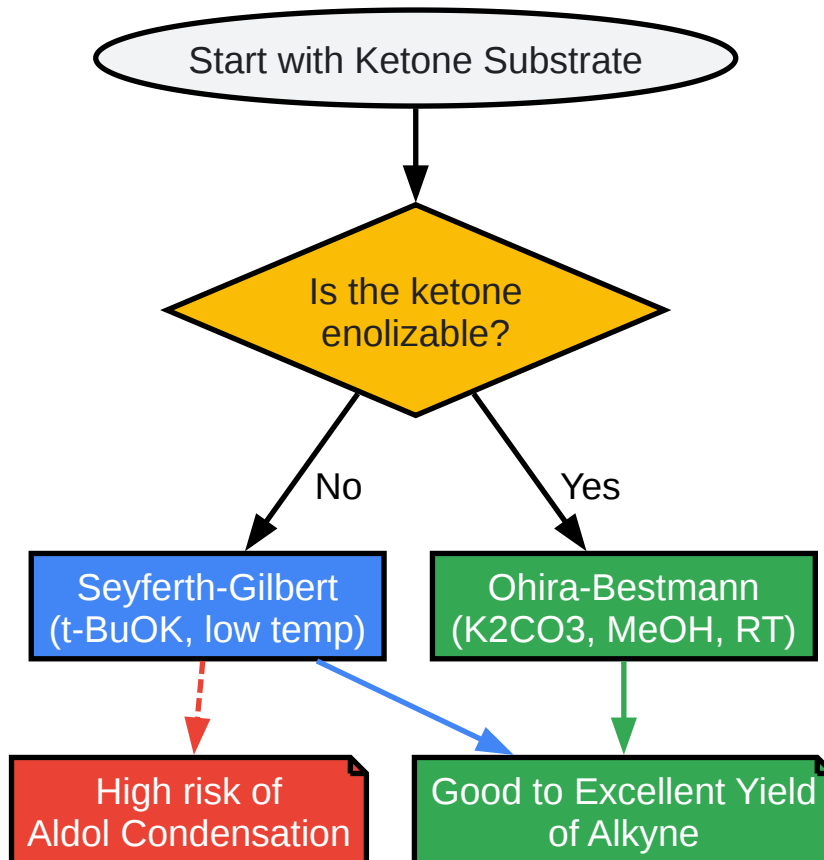 Start with Ketone Substrate
Is the ketone
enolizable?
No
Yes
Seyferth-Gilbert
(t-BuOK, low temp)
Ohira-Bestmann
(K2CO3, MeOH, RT)
High risk of
Aldol Condensation
Good to Excellent Yield
of Alkyne